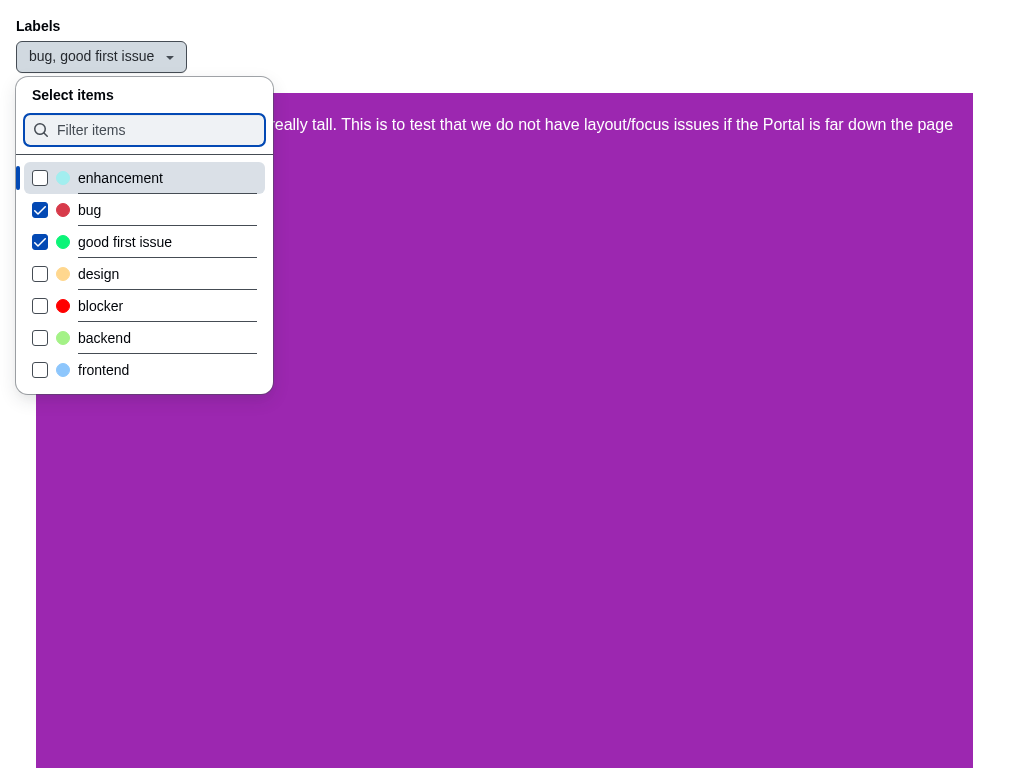 Labels
bug, good first issue
Select items
really tall. This is to test that we do not have layout/focus issues if the Portal is far down the page
Filter items
enhancement
bug
good first issue
design
blocker
backend
frontend